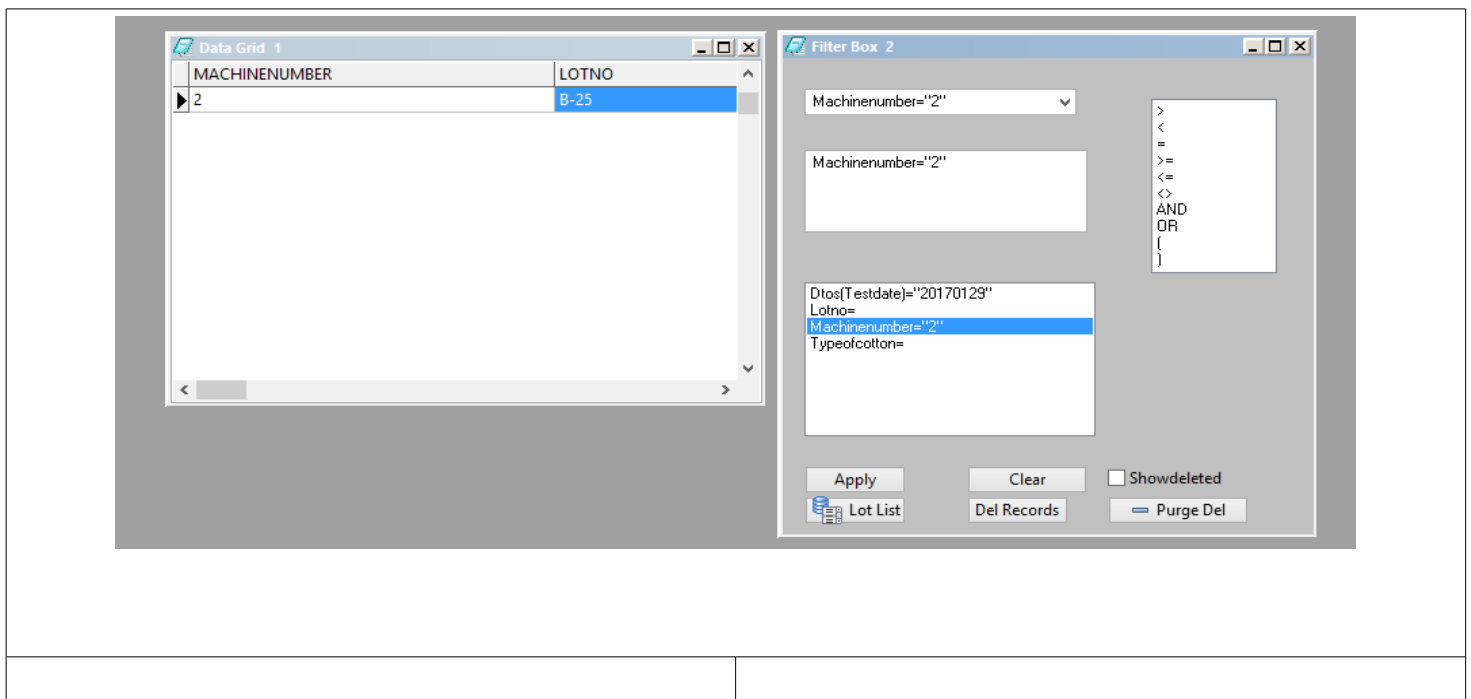 Data Grid 1
MACHINENUMBER LOTNO
2 B-25
Filter Box 2
Machinenumber="2"
Machinenumber="2"
>
<
=
>=
<=
<>
AND
OR
(
)
Dtos(Testdate)="20170129"
Lotno=
Machinenumber="2"
Typeofcotton=
Apply Clear Showdeleted
Lot List Del Records Purge Del